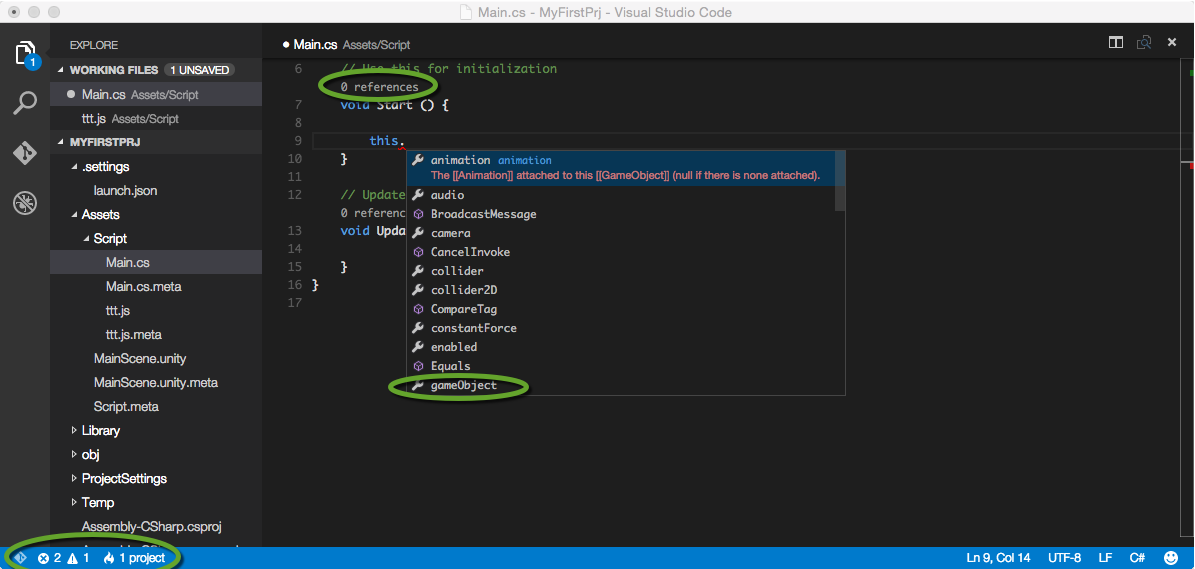 Main.cs - MyFirstPrj - Visual Studio Code
1
EXPLORE
WORKING FILES 1 UNSAVED
Main.cs Assets/Script
ttt.js Assets/Script
MYFIRSTPRJ
.settings
launch.json
Assets
Script
Main.cs
Main.cs.meta
ttt.js
ttt.js.meta
MainScene.unity
MainScene.unity.meta
Script.meta
Library
obj
ProjectSettings
Temp
Assembly-CSharp.csproj
Main.cs Assets/Script
6 // Use this for initialization
0 references
7 void Start () {
8
9 this.
10 }
11
12 // Update
0 referenc
13 void Upda
14
15 }
16 }
17
animation animation
The [[Animation]] attached to this [[GameObject]] (null if there is none attached).
audio
BroadcastMessage
camera
CancelInvoke
collider
collider2D
CompareTag
constantForce
enabled
Equals
gameObject
2 1 1 project
Ln 9, Col 14 UTF-8 LF C#